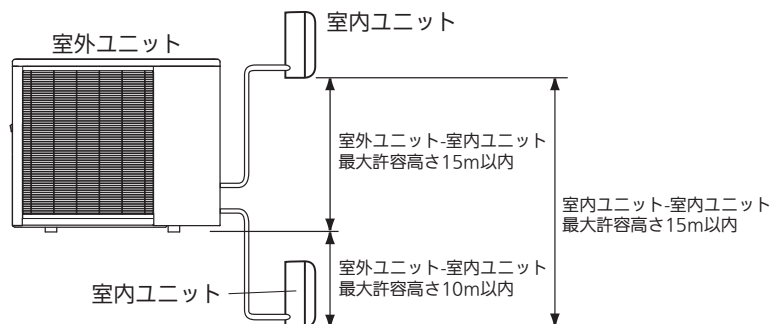 室内ユニット
室外ユニット
室外ユニット-室内ユニット
最大許容高さ15m以内
室内ユニット-室内ユニット
最大許容高さ15m以内
室外ユニット-室内ユニット
最大許容高さ10m以内
室内ユニット